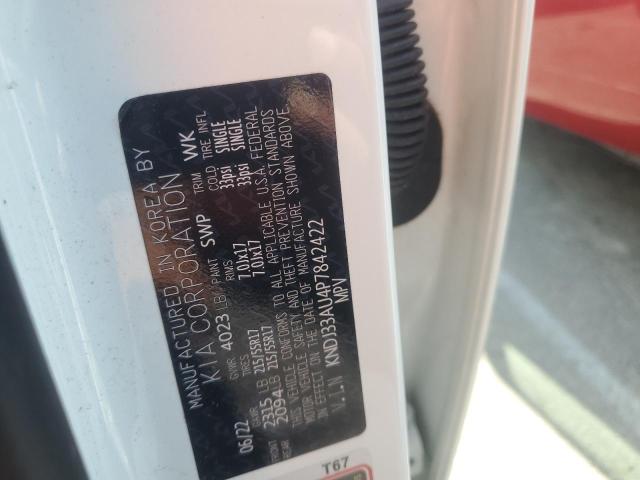 MANUFACTURED IN KOREA BY
KIA CORPORATION
06/22 GVWR 4023 LB PAINT SWP TRIM WK
GAWR TIRES RIMS COLD TIRE INFL
FRONT 2315 LB 215/55R17 7.0Jx17 33psi SINGLE
REAR 2094 LB 215/55R17 7.0Jx17 33psi SINGLE
THIS VEHICLE CONFORMS TO ALL APPLICABLE U.S.A. FEDERAL
MOTOR VEHICLE SAFETY AND THEFT PREVENTION STANDARDS
IN EFFECT ON THE DATE OF MANUFACTURE SHOWN ABOVE.
V.I.N KNDJ33AU4P7842422
MPV
T67